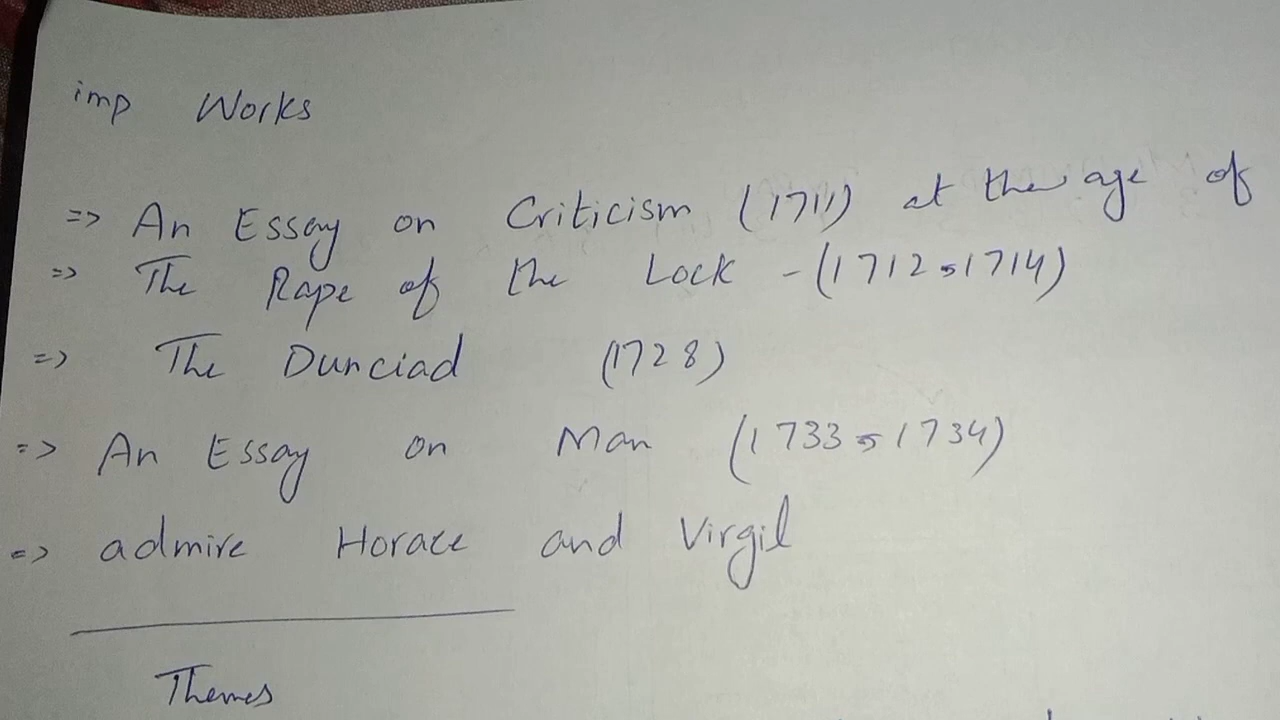 imp Works
=> An Essay on Criticism (1711) at the age of
=> The Rape of the Lock - (1712,1714)
=> The Dunciad (1728)
=> An Essay on Man (1733,1734)
=> admire Horace and Virgil
Themes